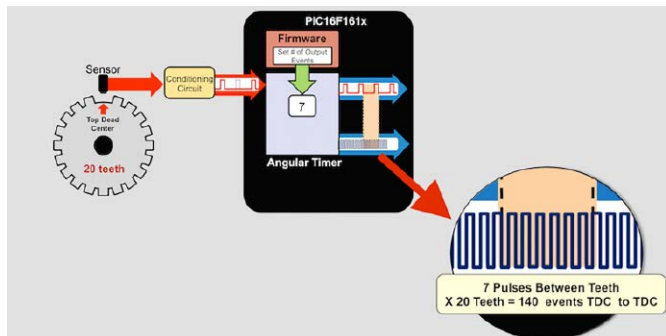 PIC16F161x
Firmware
Set # of Output
Events
Sensor
Conditioning
Circuit
7
Top Dead
Center
20 teeth
Angular Timer
7 Pulses Between Teeth
X 20 Teeth = 140 events TDC to TDC